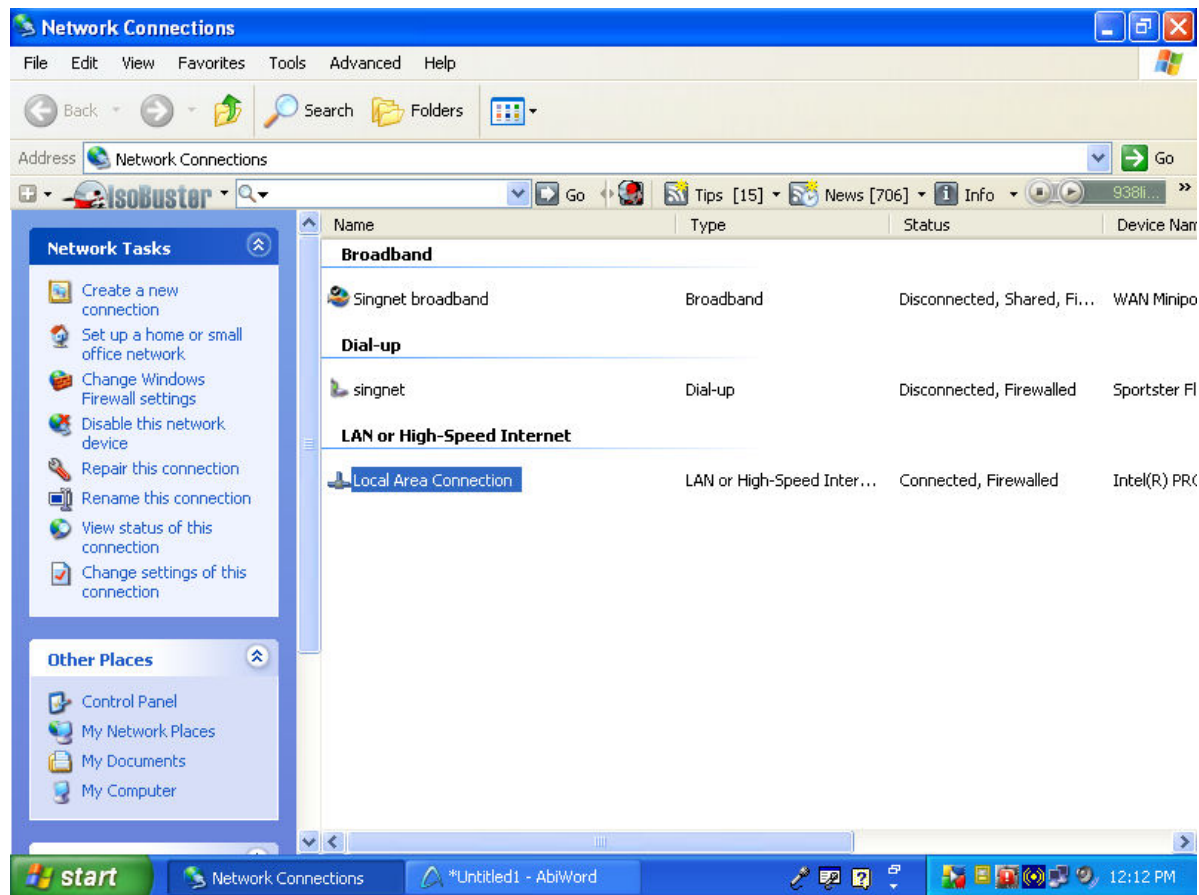 Network Connections
File Edit View Favorites Tools Advanced Help
Back Search Folders
Address Network Connections Go
IsoBuster Go Tips [15] News [706] Info 938li... »
Network Tasks
Create a new
connection
Set up a home or small
office network
Change Windows
Firewall settings
Disable this network
device
Repair this connection
Rename this connection
View status of this
connection
Change settings of this
connection
Other Places
Control Panel
My Network Places
My Documents
My Computer
Name Type Status Device Nam
Broadband
Singnet broadband Broadband Disconnected, Shared, Fi... WAN Minipo
Dial-up
singnet Dial-up Disconnected, Firewalled Sportster Fl
LAN or High-Speed Internet
Local Area Connection LAN or High-Speed Inter... Connected, Firewalled Intel(R) PRO
start Network Connections *Untitled1 - AbiWord 12:12 PM